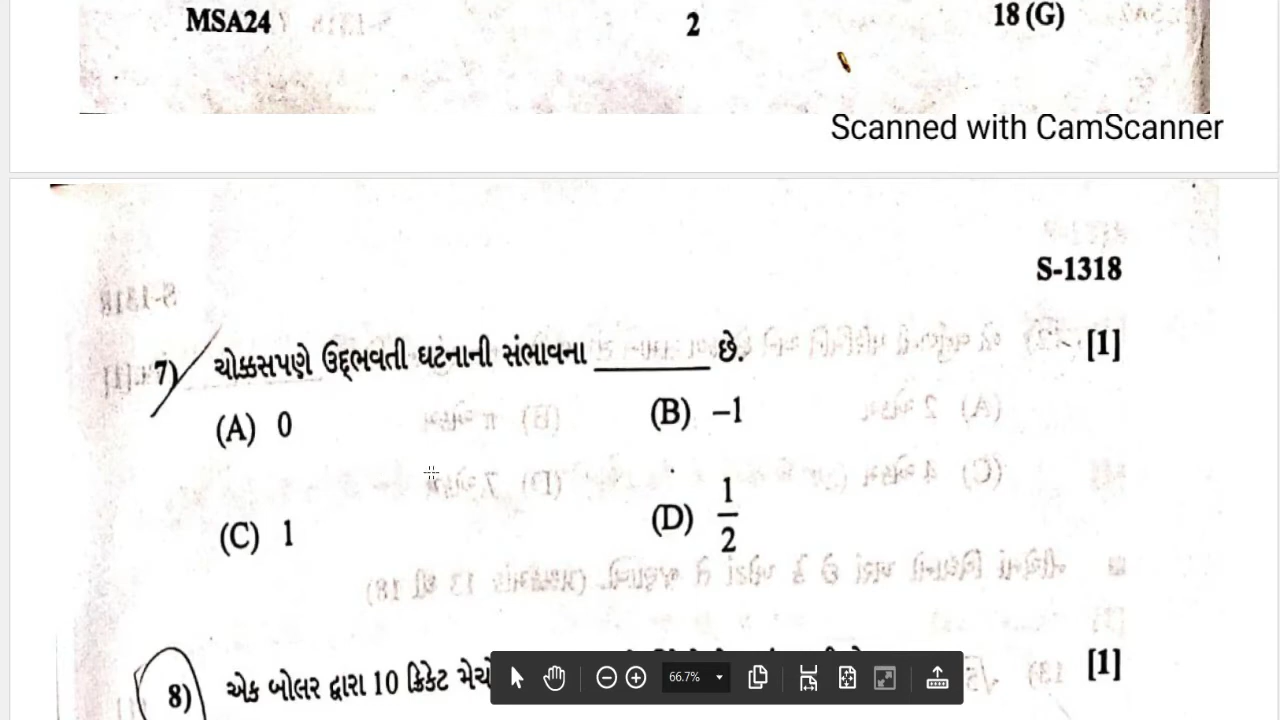 MSA24 2 18 (G)
Scanned with CamScanner
S-1318
7) ચોક્કસપણે ઉદ્ભવતી ઘટનાની સંભાવના ________ છે. [1]
(A) 0 (B) –1
(C) 1 (D) 1/2
8) એક બોલર દ્વારા 10 ક્રિકેટ [1]
66.7%